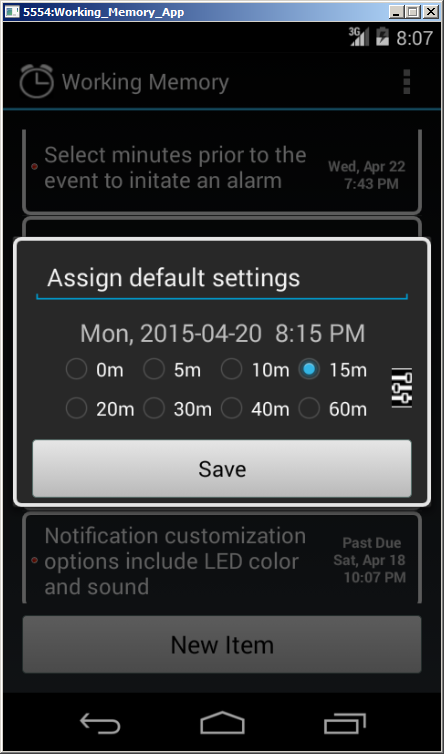 5554:Working_Memory_App
3G 8:07
Working Memory
Select minutes prior to the
event to initate an alarm
Wed, Apr 22
7:43 PM
Assign default settings
Mon, 2015-04-20 8:15 PM
0m 5m 10m 15m
20m 30m 40m 60m
Save
Notification customization
options include LED color
and sound
Past Due
Sat, Apr 18
10:07 PM
New Item